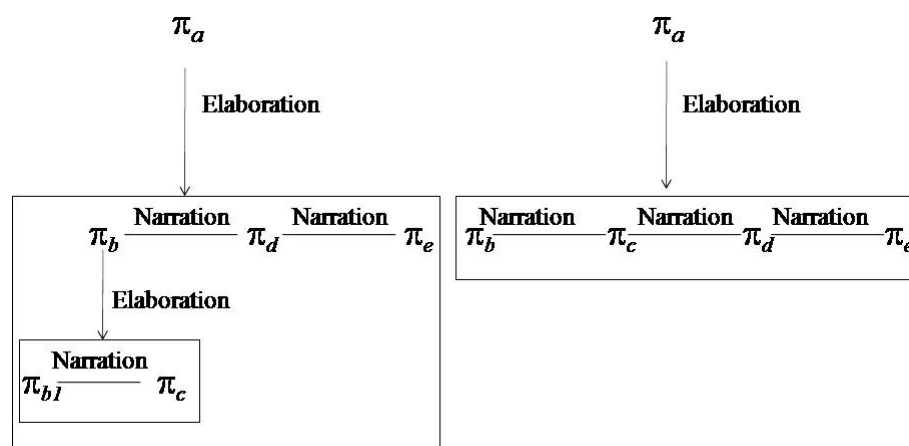 π_a π_a
Elaboration Elaboration
Narration Narration Narration Narration Narration
π_b π_d π_e π_b π_c π_d π_e
Elaboration
Narration
π_b1 π_c